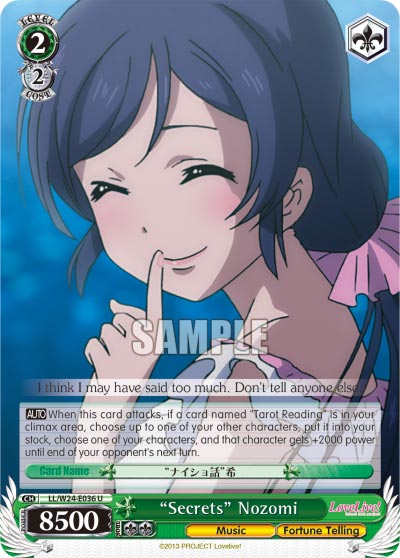 LEVEL
2
2
COST
SAMPLE
I think I may have said too much. Don't tell anyone else.
AUTO When this card attacks, if a card named "Tarot Reading" is in your
climax area, choose up to one of your other characters, put it into your
stock, choose one of your characters, and that character gets +2000 power
until end of your opponent's next turn.
Card Name
"ナイショ話"希
CH LL/W24-E036 U
POWER 8500
SOUL
"Secrets" Nozomi
LoveLive!
Music
Fortune Telling
©2013 PROJECT Lovelive!